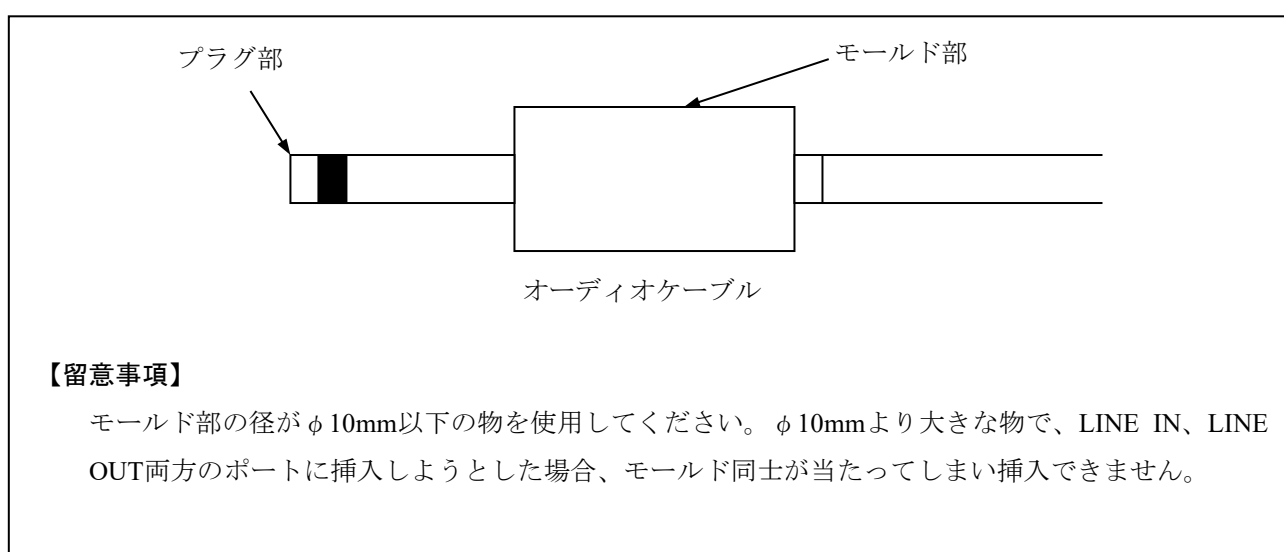 プラグ部
モールド部
オーディオケーブル
【留意事項】
モールド部の径がφ10mm以下の物を使用してください。φ10mmより大きな物で、LINE IN、LINE
OUT両方のポートに挿入しようとした場合、モールド同士が当たってしまい挿入できません。